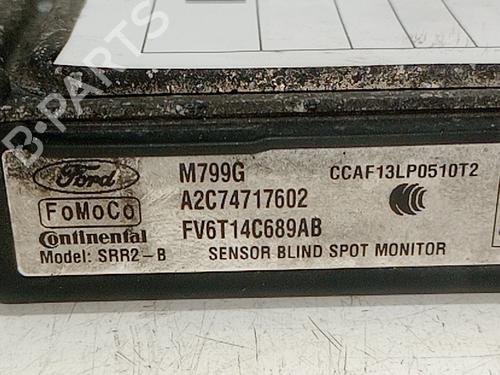 B-PARTS
Ford
M799G
CCAF13LP0510T2
FoMoCo
A2C74717602
Continental
FV6T14C689AB
Model: SRR2-B
SENSOR BLIND SPOT MONITOR